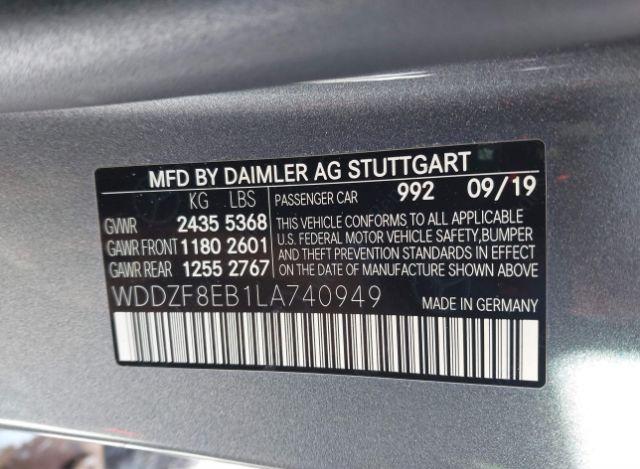 MFD BY DAIMLER AG STUTTGART
KG LBS
GVWR 2435 5368
GAWR FRONT 1180 2601
GAWR REAR 1255 2767
PASSENGER CAR 992 09/19
THIS VEHICLE CONFORMS TO ALL APPLICABLE
U.S. FEDERAL MOTOR VEHICLE SAFETY,BUMPER
AND THEFT PREVENTION STANDARDS IN EFFECT
ON THE DATE OF MANUFACTURE SHOWN ABOVE.
WDDZF8EB1LA740949
MADE IN GERMANY